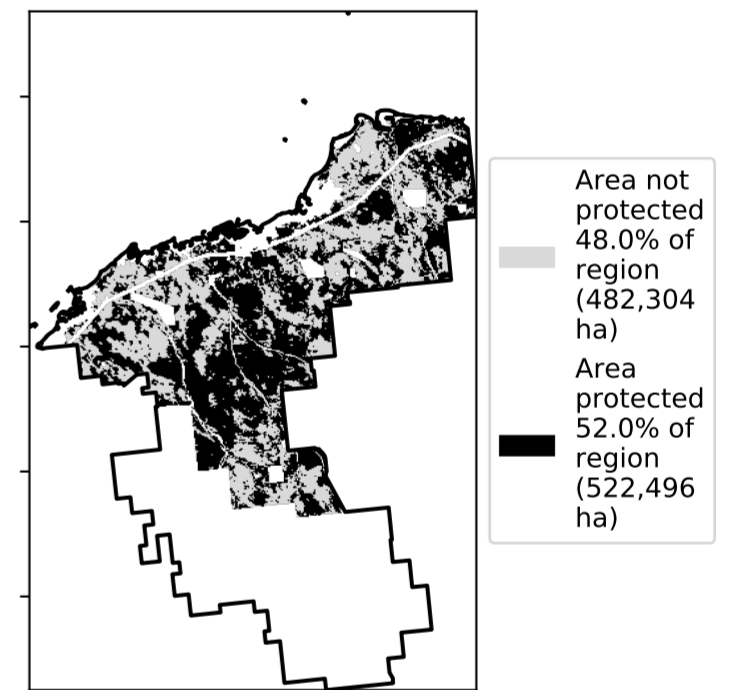 Area not
protected
48.0% of
region
(482,304
ha)
Area
protected
52.0% of
region
(522,496
ha)